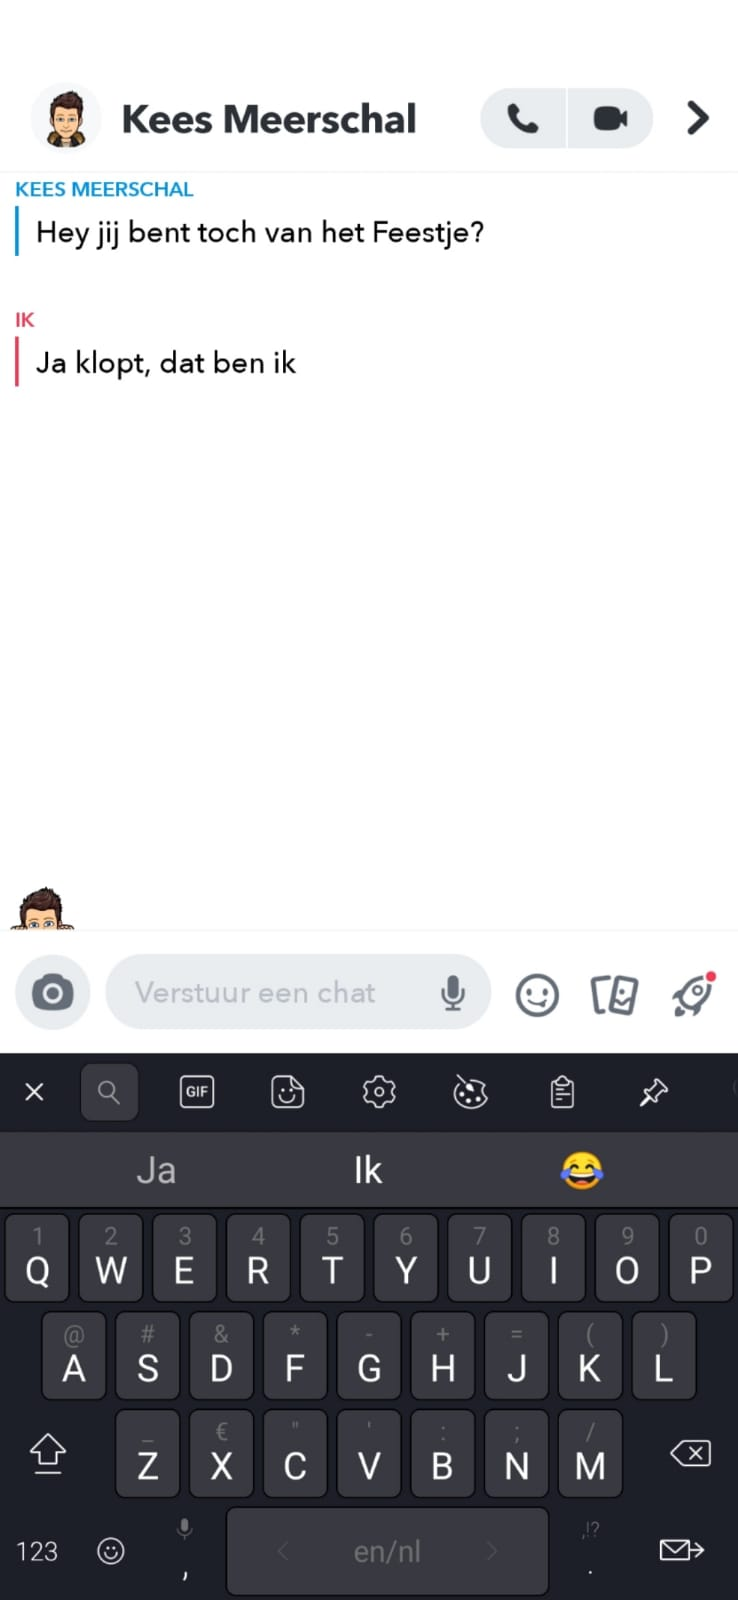 Kees Meerschal
KEES MEERSCHAL
Hey jij bent toch van het Feestje?
IK
Ja klopt, dat ben ik
Verstuur een chat
GIF
Ja Ik 😂
1 2 3 4 5 6 7 8 9 0
Q W E R T Y U I O P
@ # & * - + = ( )
A S D F G H J K L
_ € " ' : ; /
Z X C V B N M
123 , en/nl ,!? .